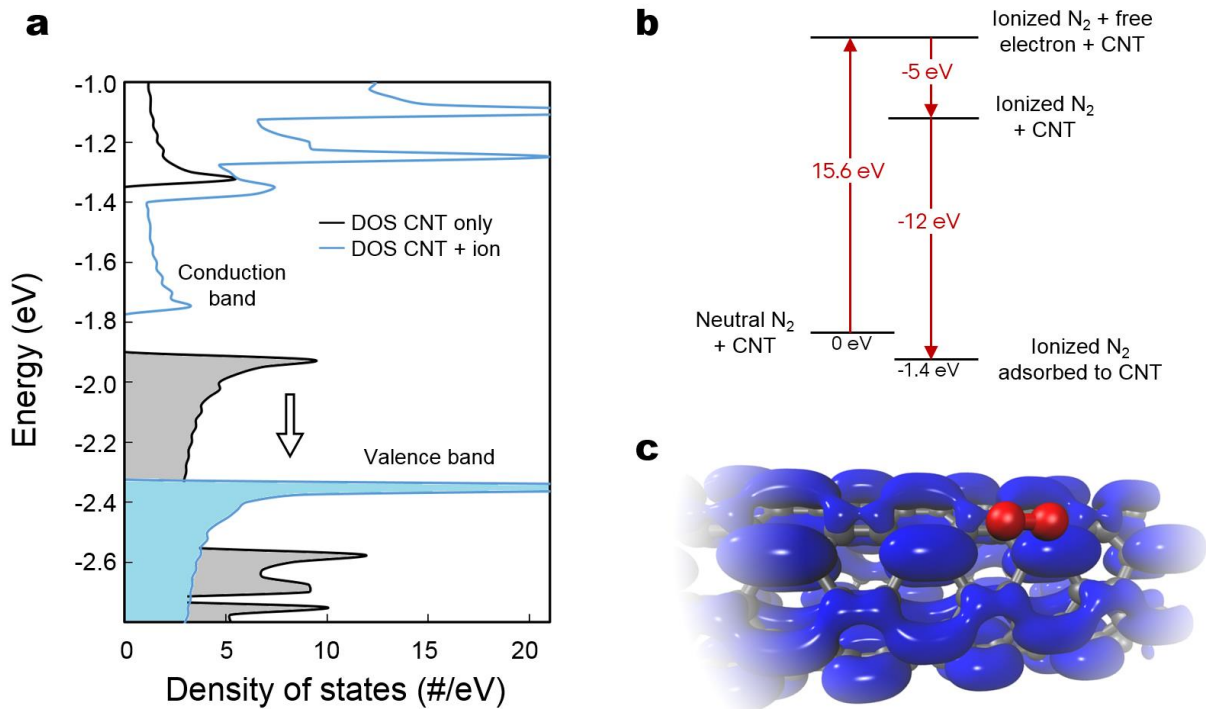 a
-1.0
-1.2
-1.4
-1.6
-1.8
-2.0
-2.2
-2.4
-2.6
Energy (eV)
DOS CNT only
DOS CNT + ion
Conduction
band
Valence band
0
5
10
15
20
Density of states (#/eV)
b
Ionized N₂ + free
electron + CNT
-5 eV
Ionized N₂
+ CNT
15.6 eV
-12 eV
Neutral N₂
+ CNT
0 eV
-1.4 eV
Ionized N₂
adsorbed to CNT
c